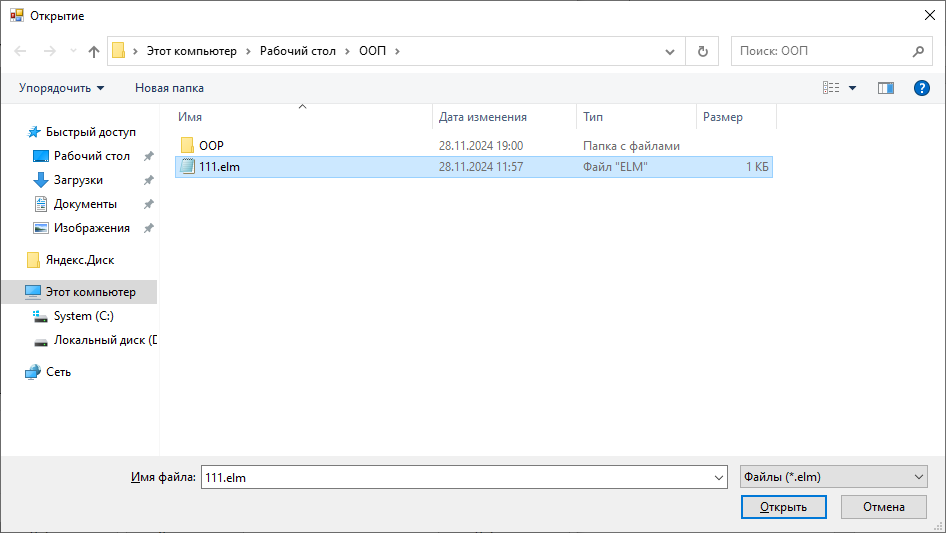 Открытие
Этот компьютер
Рабочий стол
ООП
Поиск: ООП
Упорядочить
Новая папка
?
Имя
Дата изменения
Тип
Размер
OOP
28.11.2024 19:00
Папка с файлами
111.elm
28.11.2024 11:57
Файл "ELM"
1 КБ
Быстрый доступ
Рабочий стол
Загрузки
Документы
Изображения
Яндекс.Диск
Этот компьютер
System (C:)
Локальный диск (D
Сеть
Имя файла:
111.elm
Файлы (*.elm)
Открыть
Отмена